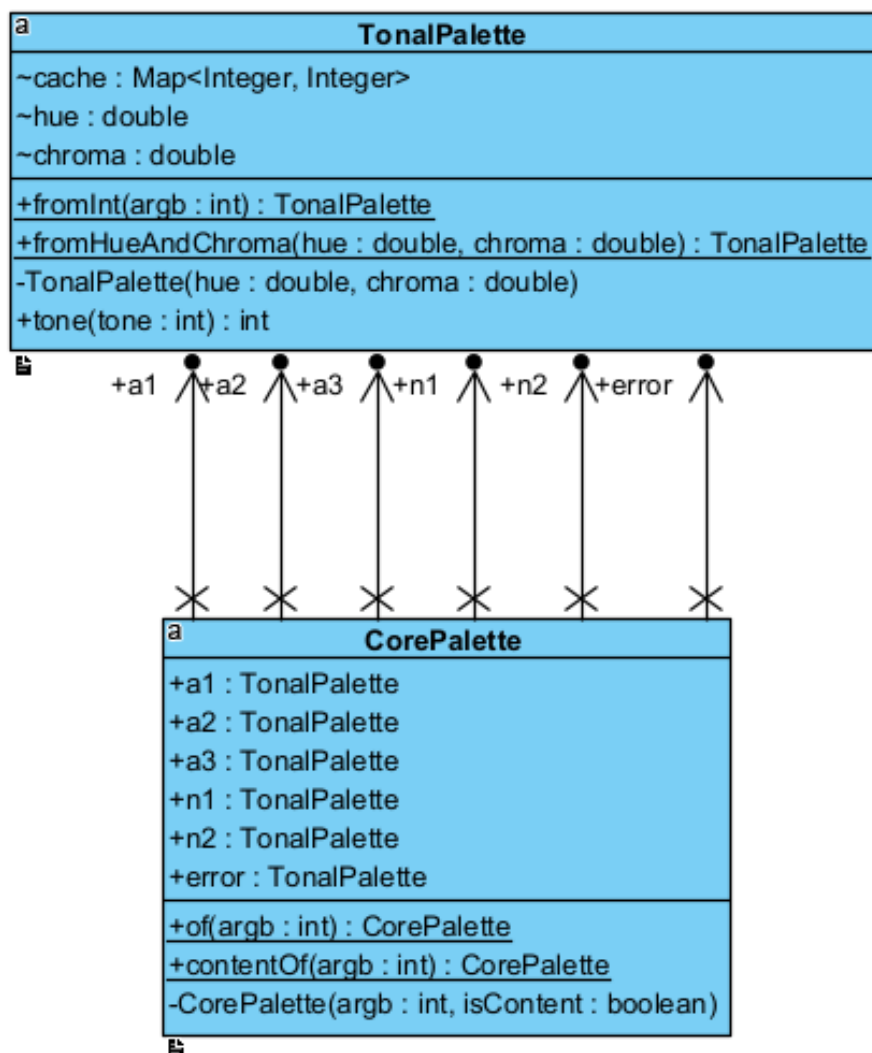 a
TonalPalette
~cache : Map<Integer, Integer>
~hue : double
~chroma : double
+fromInt(argb : int) : TonalPalette
+fromHueAndChroma(hue : double, chroma : double) : TonalPalette
-TonalPalette(hue : double, chroma : double)
+tone(tone : int) : int
+a1 +a2 +a3 +n1 +n2 +error
a
CorePalette
+a1 : TonalPalette
+a2 : TonalPalette
+a3 : TonalPalette
+n1 : TonalPalette
+n2 : TonalPalette
+error : TonalPalette
+of(argb : int) : CorePalette
+contentOf(argb : int) : CorePalette
-CorePalette(argb : int, isContent : boolean)